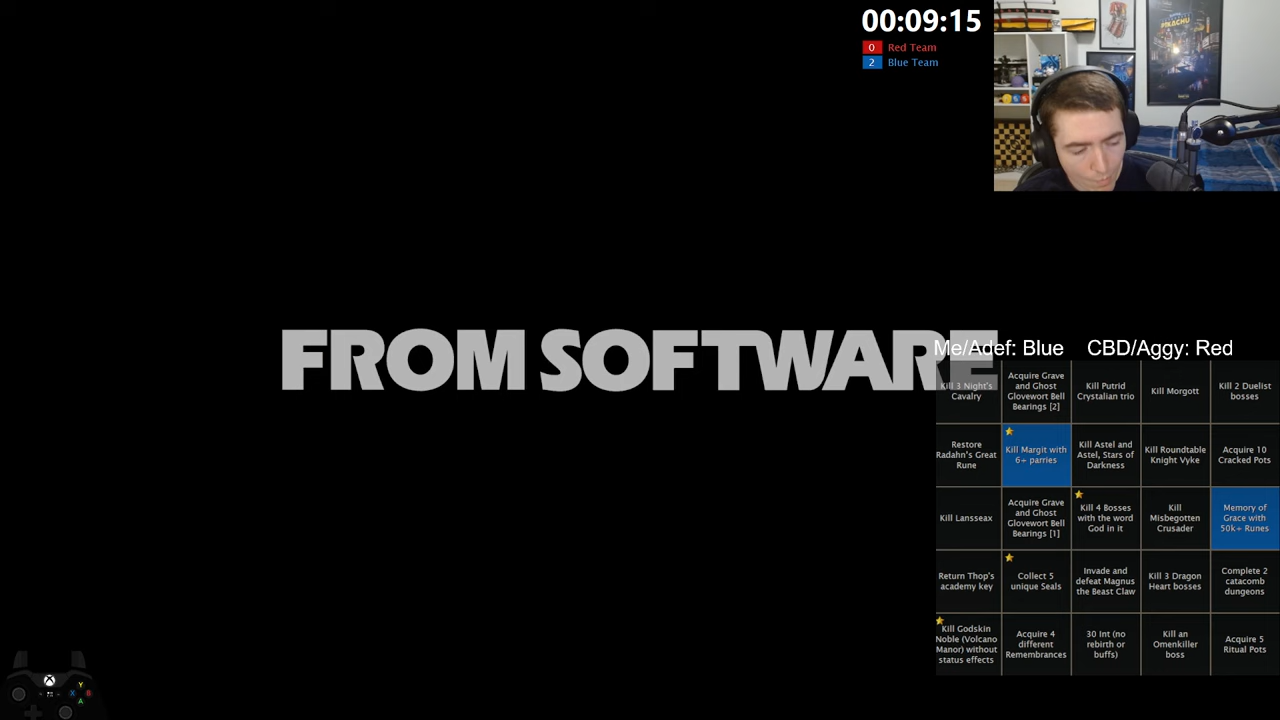 00:09:15
0 Red Team
2 Blue Team
PIKACHU
FROM SOFTWARE
Me/Adef: Blue CBD/Aggy: Red
Kill 3 Night's
Cavalry
Acquire Grave
and Ghost
Glovewort Bell
Bearings [2]
Kill Putrid
Crystalian trio
Kill Morgott
Kill 2 Duelist
bosses
Restore
Radahn's Great
Rune
Kill Margit with
6+ parries
Kill Astel and
Astel, Stars of
Darkness
Kill Roundtable
Knight Vyke
Acquire 10
Cracked Pots
Kill Lansseax
Acquire Grave
and Ghost
Glovewort Bell
Bearings [1]
Kill 4 Bosses
with the word
God in it
Kill
Misbegotten
Crusader
Memory of
Grace with
50k+ Runes
Return Thop's
academy key
Collect 5
unique Seals
Invade and
defeat Magnus
the Beast Claw
Kill 3 Dragon
Heart bosses
Complete 2
catacomb
dungeons
Kill Godskin
Noble (Volcano
Manor) without
status effects
Acquire 4
different
Remembrances
30 Int (no
rebirth or
buffs)
Kill an
Omenkiller
boss
Acquire 5
Ritual Pots
Y
X B
A